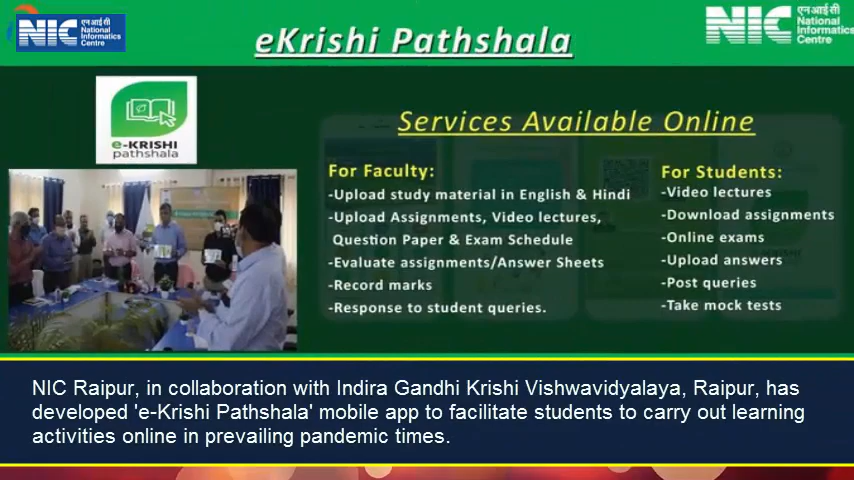 NIC
एन आई सी
National
Informatics
Centre
eKrishi Pathshala
NIC
एन आई सी
National
Informatics
Centre
e-KRISHI
pathshala
Services Available Online
For Faculty:
-Upload study material in English & Hindi
-Upload Assignments, Video lectures,
Question Paper & Exam Schedule
-Evaluate assignments/Answer Sheets
-Record marks
-Response to student queries.
For Students:
-Video lectures
-Download assignments
-Online exams
-Upload answers
-Post queries
-Take mock tests
NIC Raipur, in collaboration with Indira Gandhi Krishi Vishwavidyalaya, Raipur, has
developed 'e-Krishi Pathshala' mobile app to facilitate students to carry out learning
activities online in prevailing pandemic times.